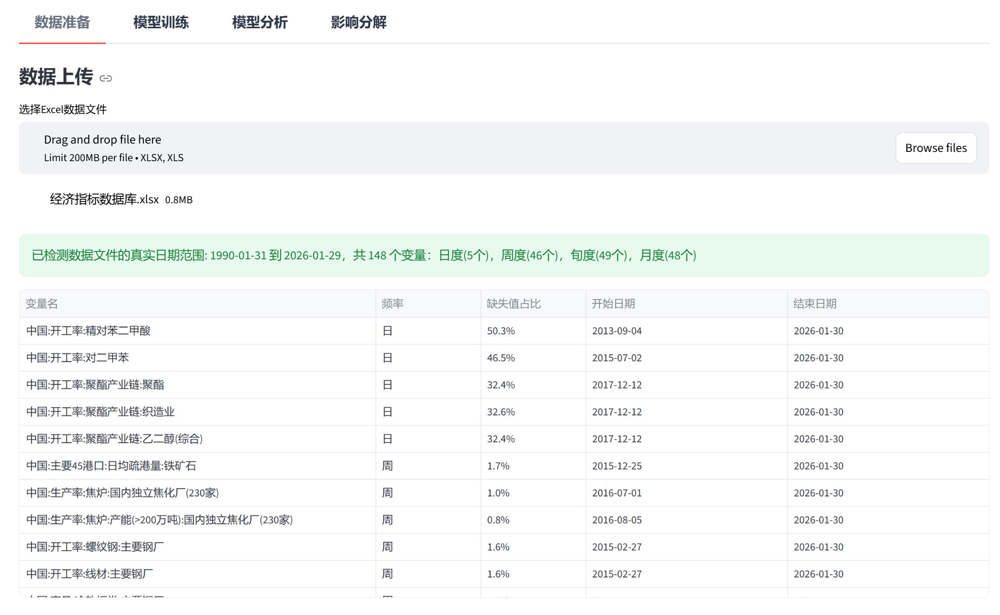 数据准备 模型训练 模型分析 影响分解
数据上传
选择Excel数据文件
Drag and drop file here
Limit 200MB per file • XLSX, XLS
Browse files
经济指标数据库.xlsx 0.8MB
已检测数据文件的真实日期范围: 1990-01-31 到 2026-01-29，共 148 个变量：日度(5个)，周度(46个)，旬度(49个)，月度(48个)
变量名 频率 缺失值占比 开始日期 结束日期
中国:开工率:精对苯二甲酸 日 50.3% 2013-09-04 2026-01-30
中国:开工率:对二甲苯 日 46.5% 2015-07-02 2026-01-30
中国:开工率:聚酯产业链:聚酯 日 32.4% 2017-12-12 2026-01-30
中国:开工率:聚酯产业链:织造业 日 32.6% 2017-12-12 2026-01-30
中国:开工率:聚酯产业链:乙二醇(综合) 日 32.4% 2017-12-12 2026-01-30
中国:主要45港口:日均疏港量:铁矿石 周 1.7% 2015-12-25 2026-01-30
中国:生产率:焦炉:国内独立焦化厂(230家) 周 1.0% 2016-07-01 2026-01-30
中国:生产率:焦炉:产能(>200万吨):国内独立焦化厂(230家) 周 0.8% 2016-08-05 2026-01-30
中国:开工率:螺纹钢:主要钢厂 周 1.6% 2015-02-27 2026-01-30
中国:开工率:线材:主要钢厂 周 1.6% 2015-02-27 2026-01-30